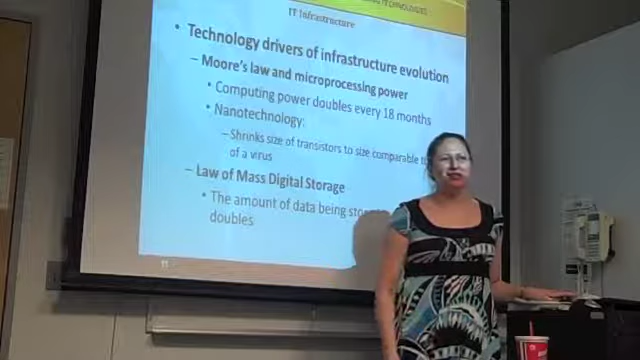 TECHNOLOGIES
IT Infrastructure
• Technology drivers of infrastructure evolution
– Moore's law and microprocessing power
• Computing power doubles every 18 months
• Nanotechnology:
– Shrinks size of transistors to size comparable
of a virus
– Law of Mass Digital Storage
• The amount of data being
doubles
11